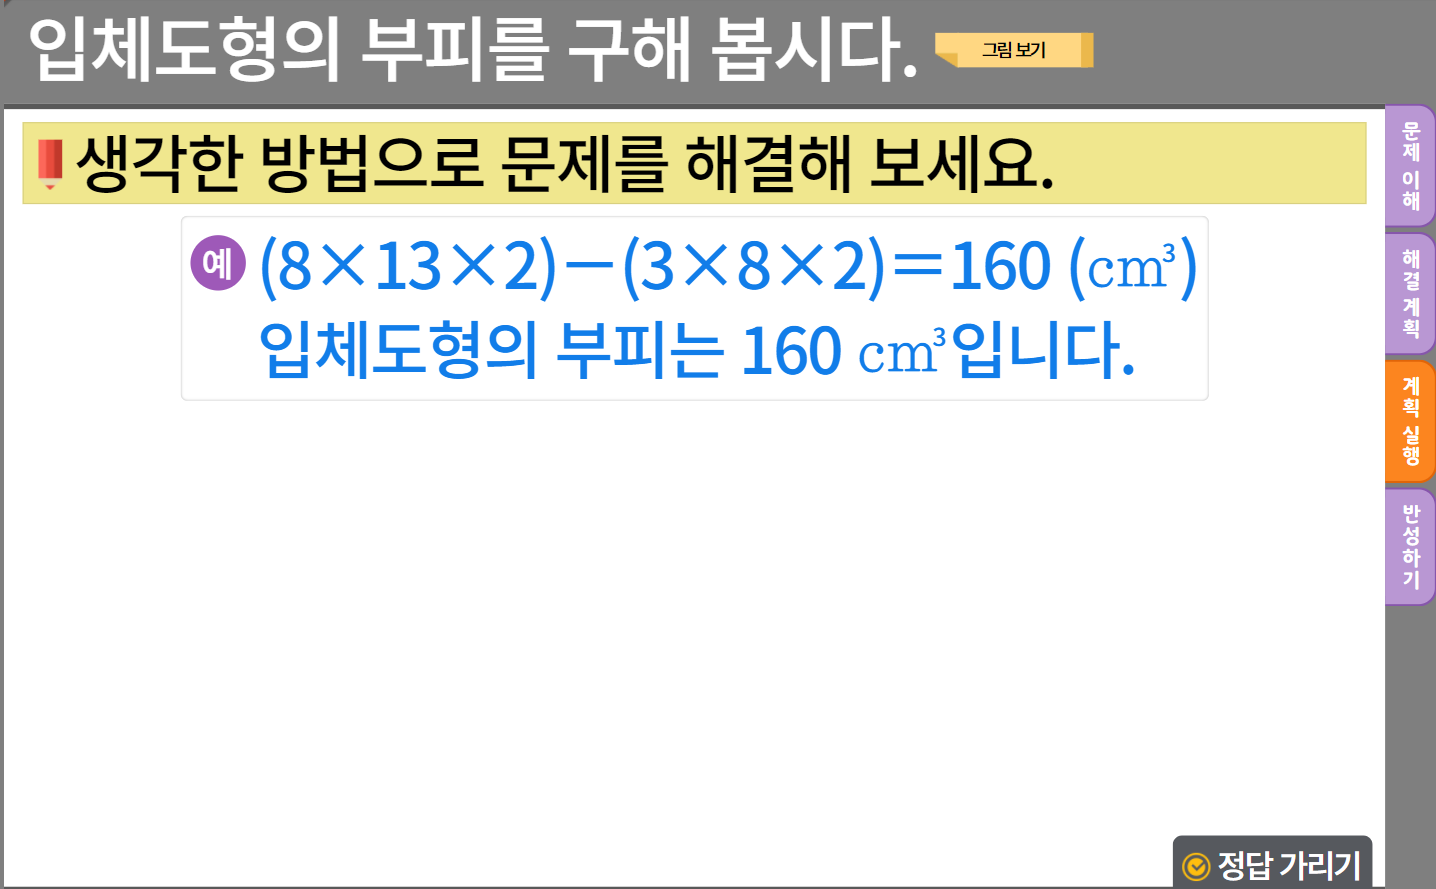 입체도형의 부피를 구해 봅시다.
그림 보기
생각한 방법으로 문제를 해결해 보세요.
예 (8×13×2)−(3×8×2)=160 (cm³)
입체도형의 부피는 160 cm³입니다.
문제 이해
해결 계획
계획 실행
반성하기
정답 가리기